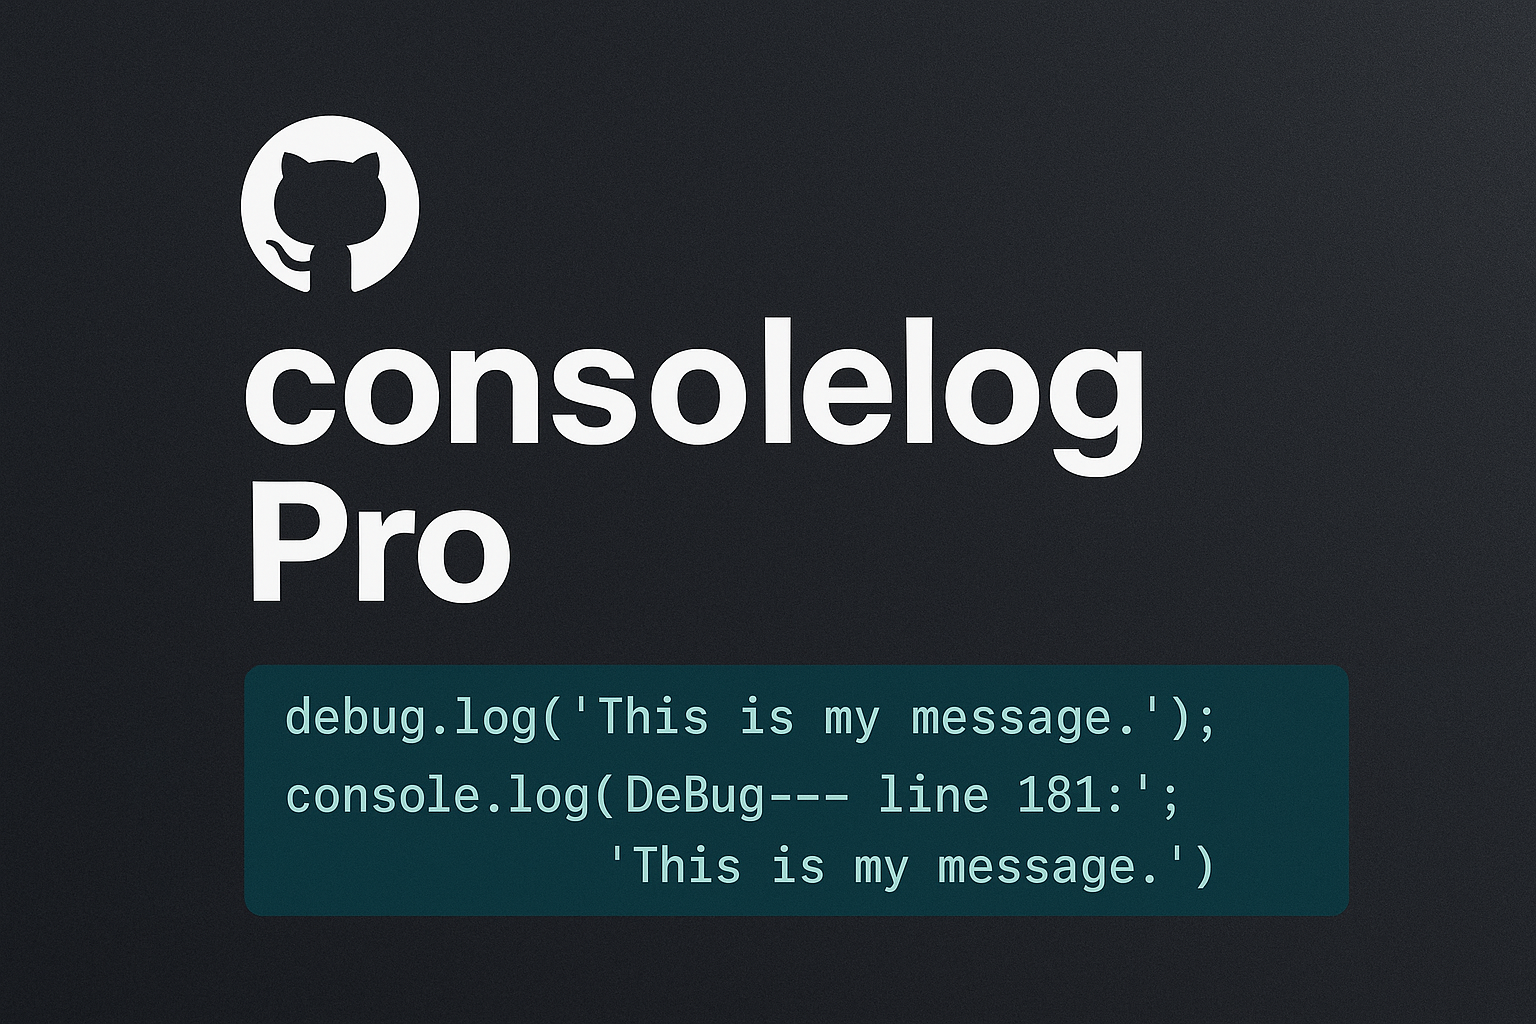 consolelog
Pro
debug.log('This is my message.');
console.log(DeBug--- line 181:';
'This is my message.')